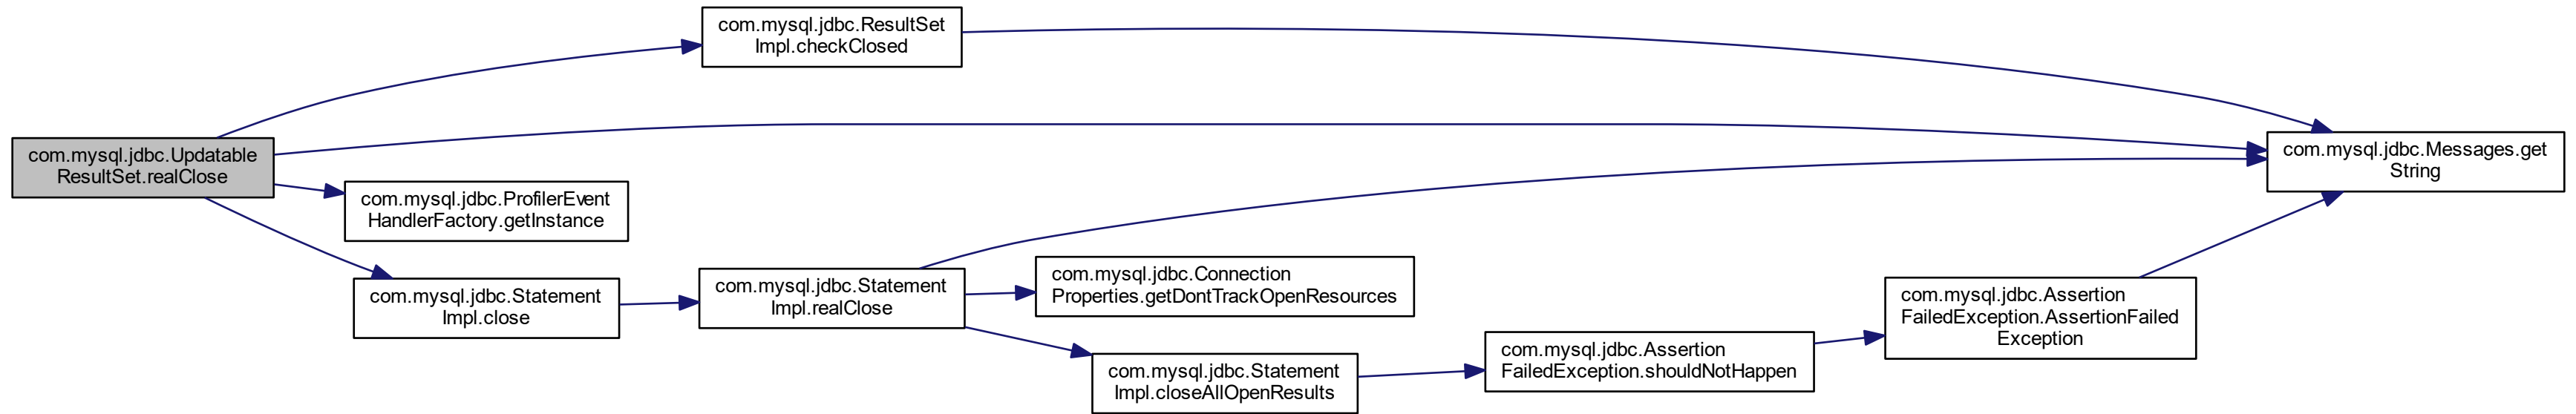 com.mysql.jdbc.ResultSet
Impl.checkClosed
com.mysql.jdbc.Updatable
ResultSet.realClose
com.mysql.jdbc.Messages.get
String
com.mysql.jdbc.ProfilerEvent
HandlerFactory.getInstance
com.mysql.jdbc.Statement
Impl.close
com.mysql.jdbc.Statement
Impl.realClose
com.mysql.jdbc.Connection
Properties.getDontTrackOpenResources
com.mysql.jdbc.Statement
Impl.closeAllOpenResults
com.mysql.jdbc.Assertion
FailedException.shouldNotHappen
com.mysql.jdbc.Assertion
FailedException.AssertionFailed
Exception